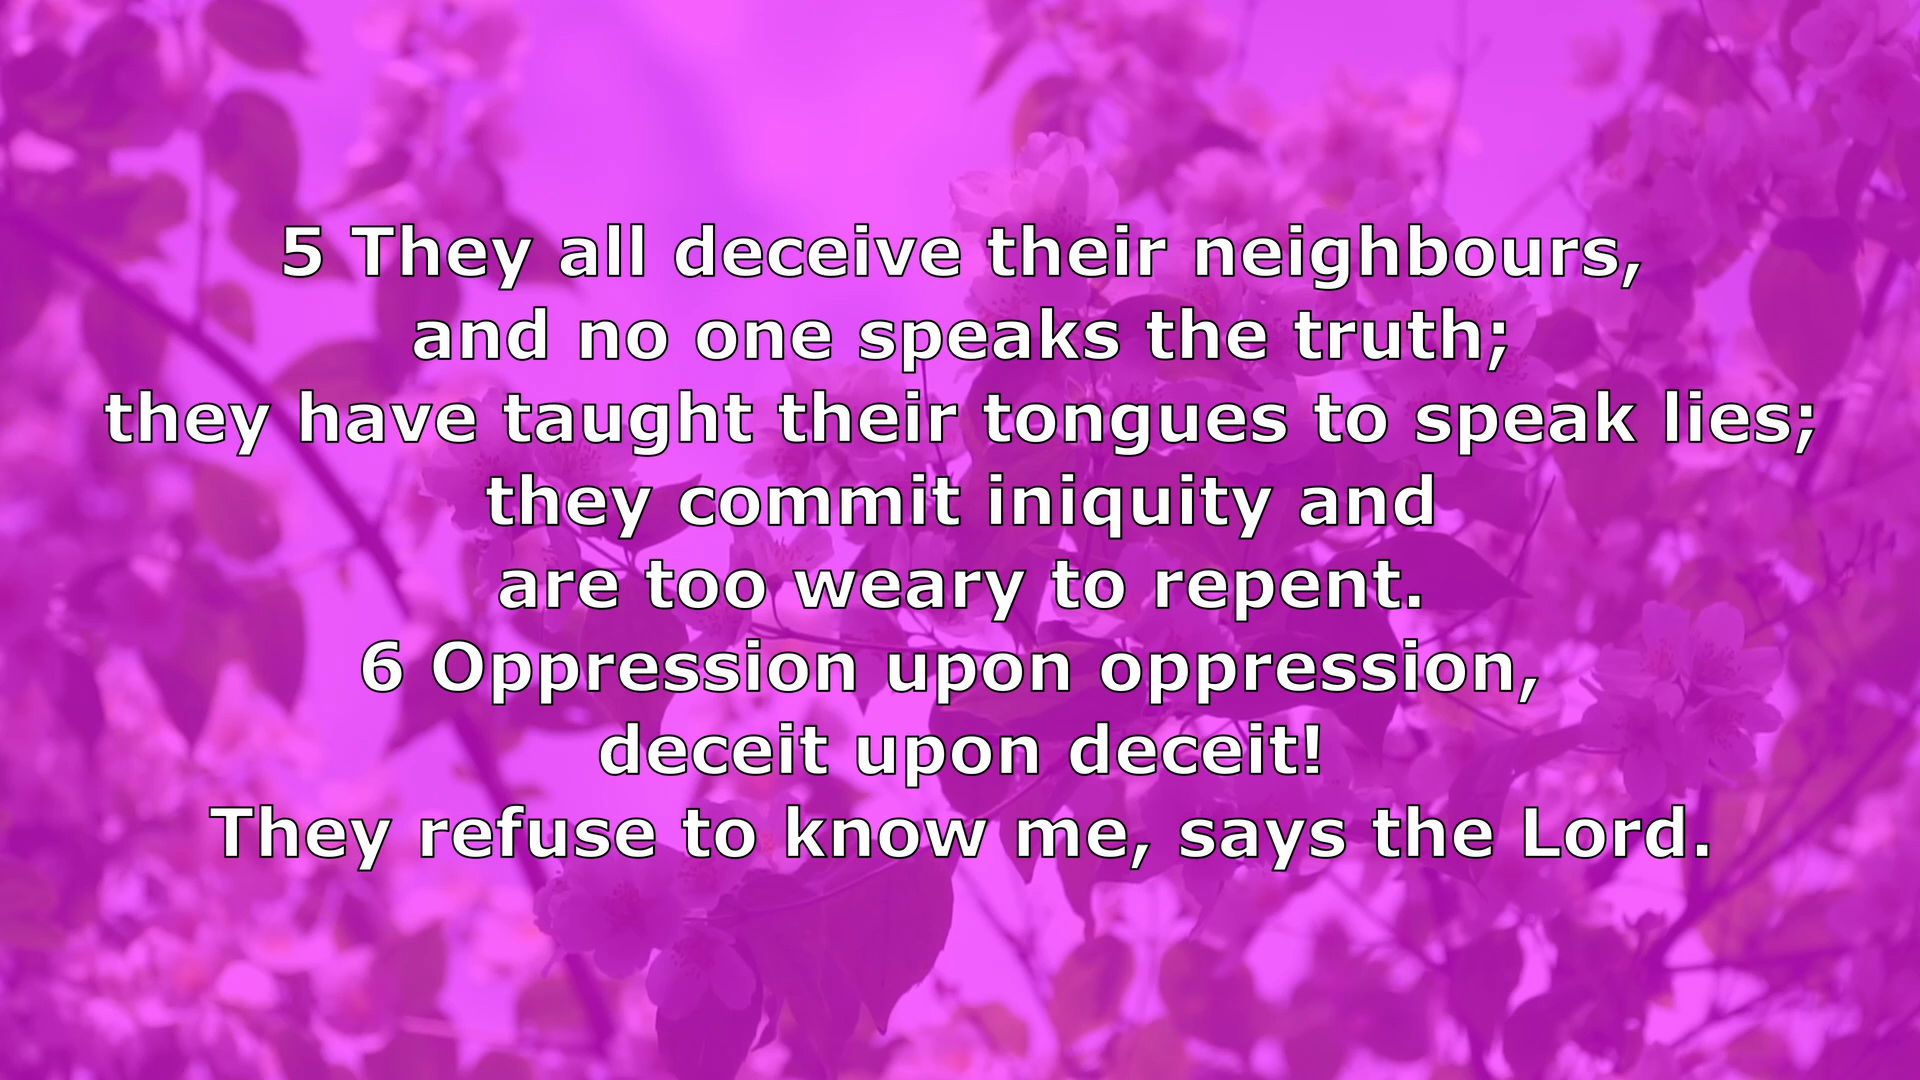 5 They all deceive their neighbours,
and no one speaks the truth;
they have taught their tongues to speak lies;
they commit iniquity and
are too weary to repent.
6 Oppression upon oppression,
deceit upon deceit!
They refuse to know me, says the Lord.